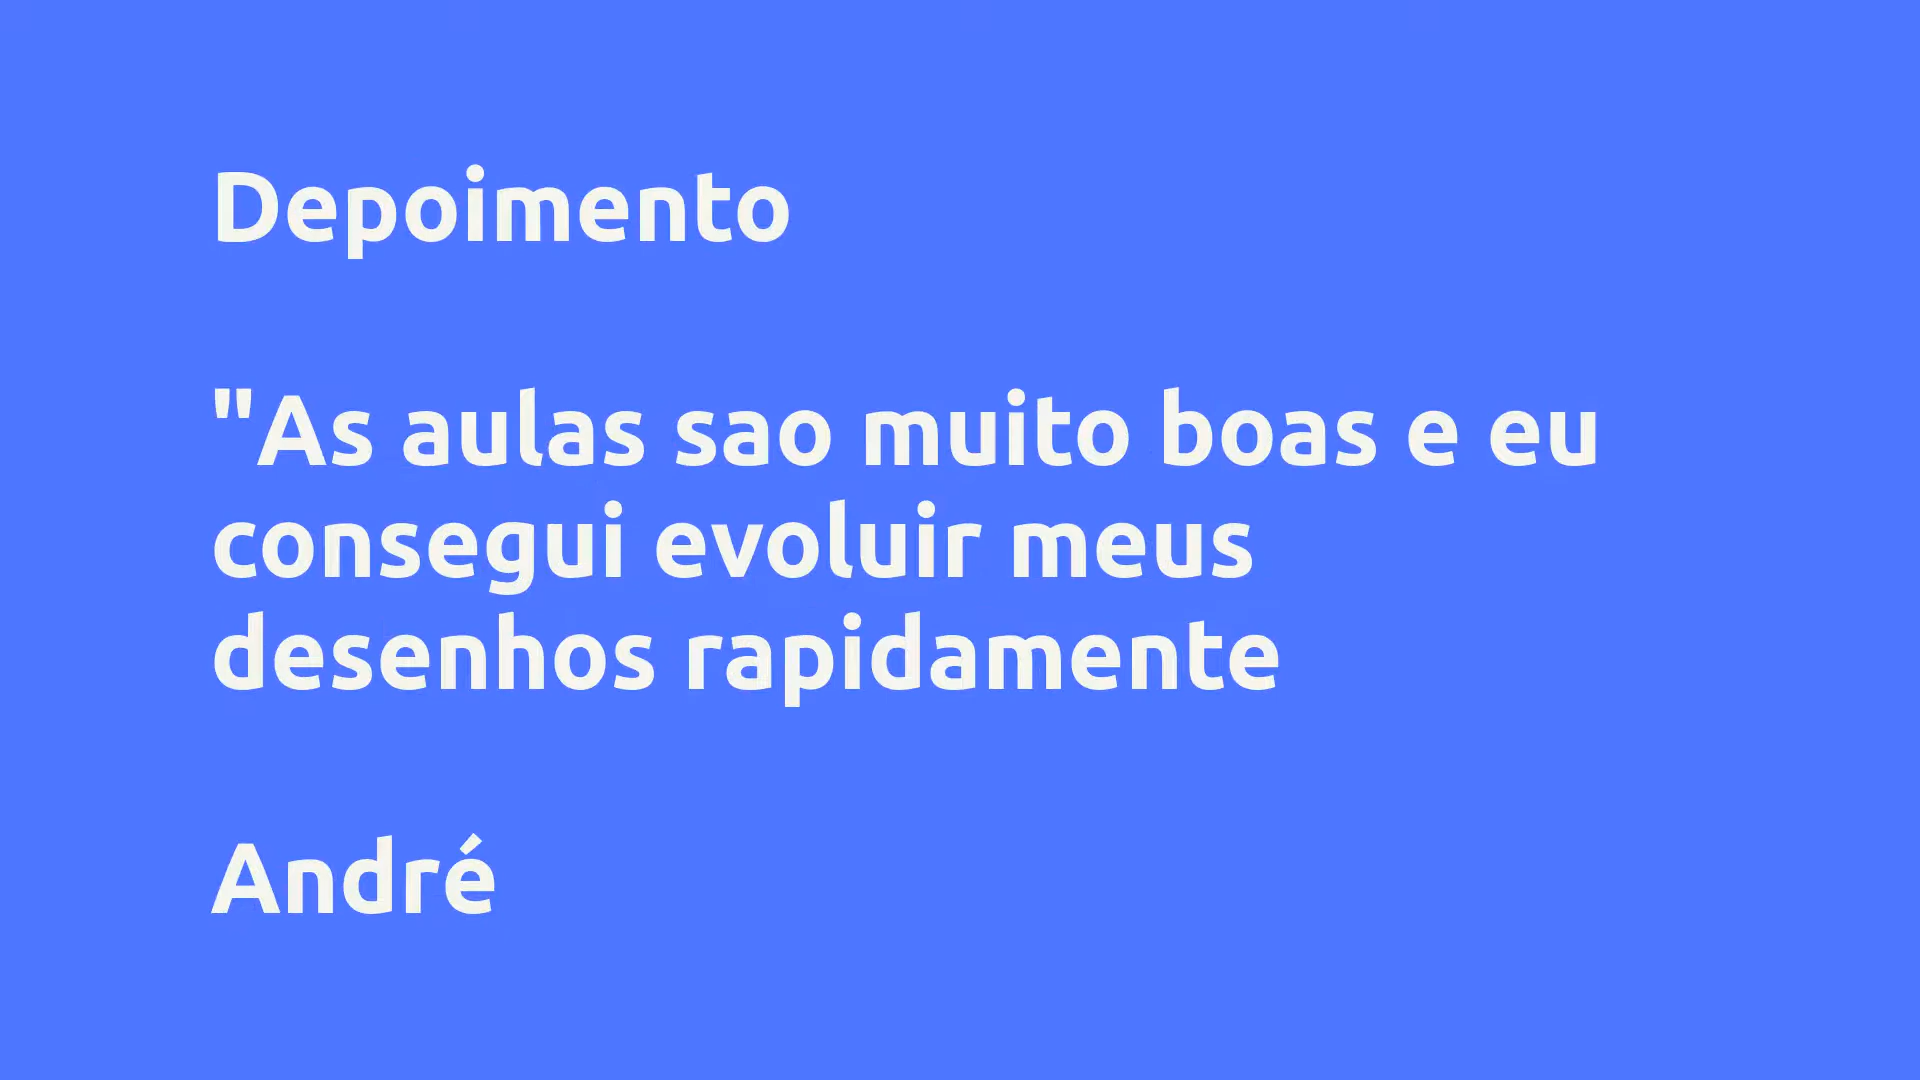 Depoimento
"As aulas sao muito boas e eu
consegui evoluir meus
desenhos rapidamente
André